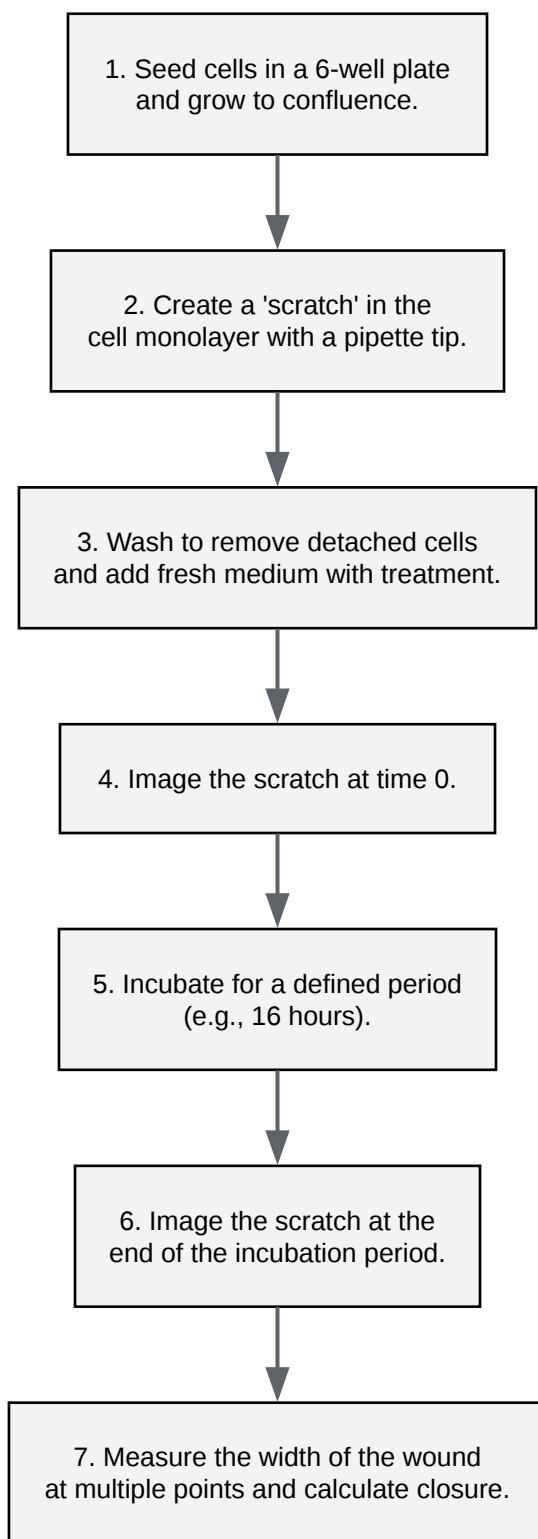 1. Seed cells in a 6-well plate
and grow to confluence.
2. Create a 'scratch' in the
cell monolayer with a pipette tip.
3. Wash to remove detached cells
and add fresh medium with treatment.
4. Image the scratch at time 0.
5. Incubate for a defined period
(e.g., 16 hours).
6. Image the scratch at the
end of the incubation period.
7. Measure the width of the wound
at multiple points and calculate closure.